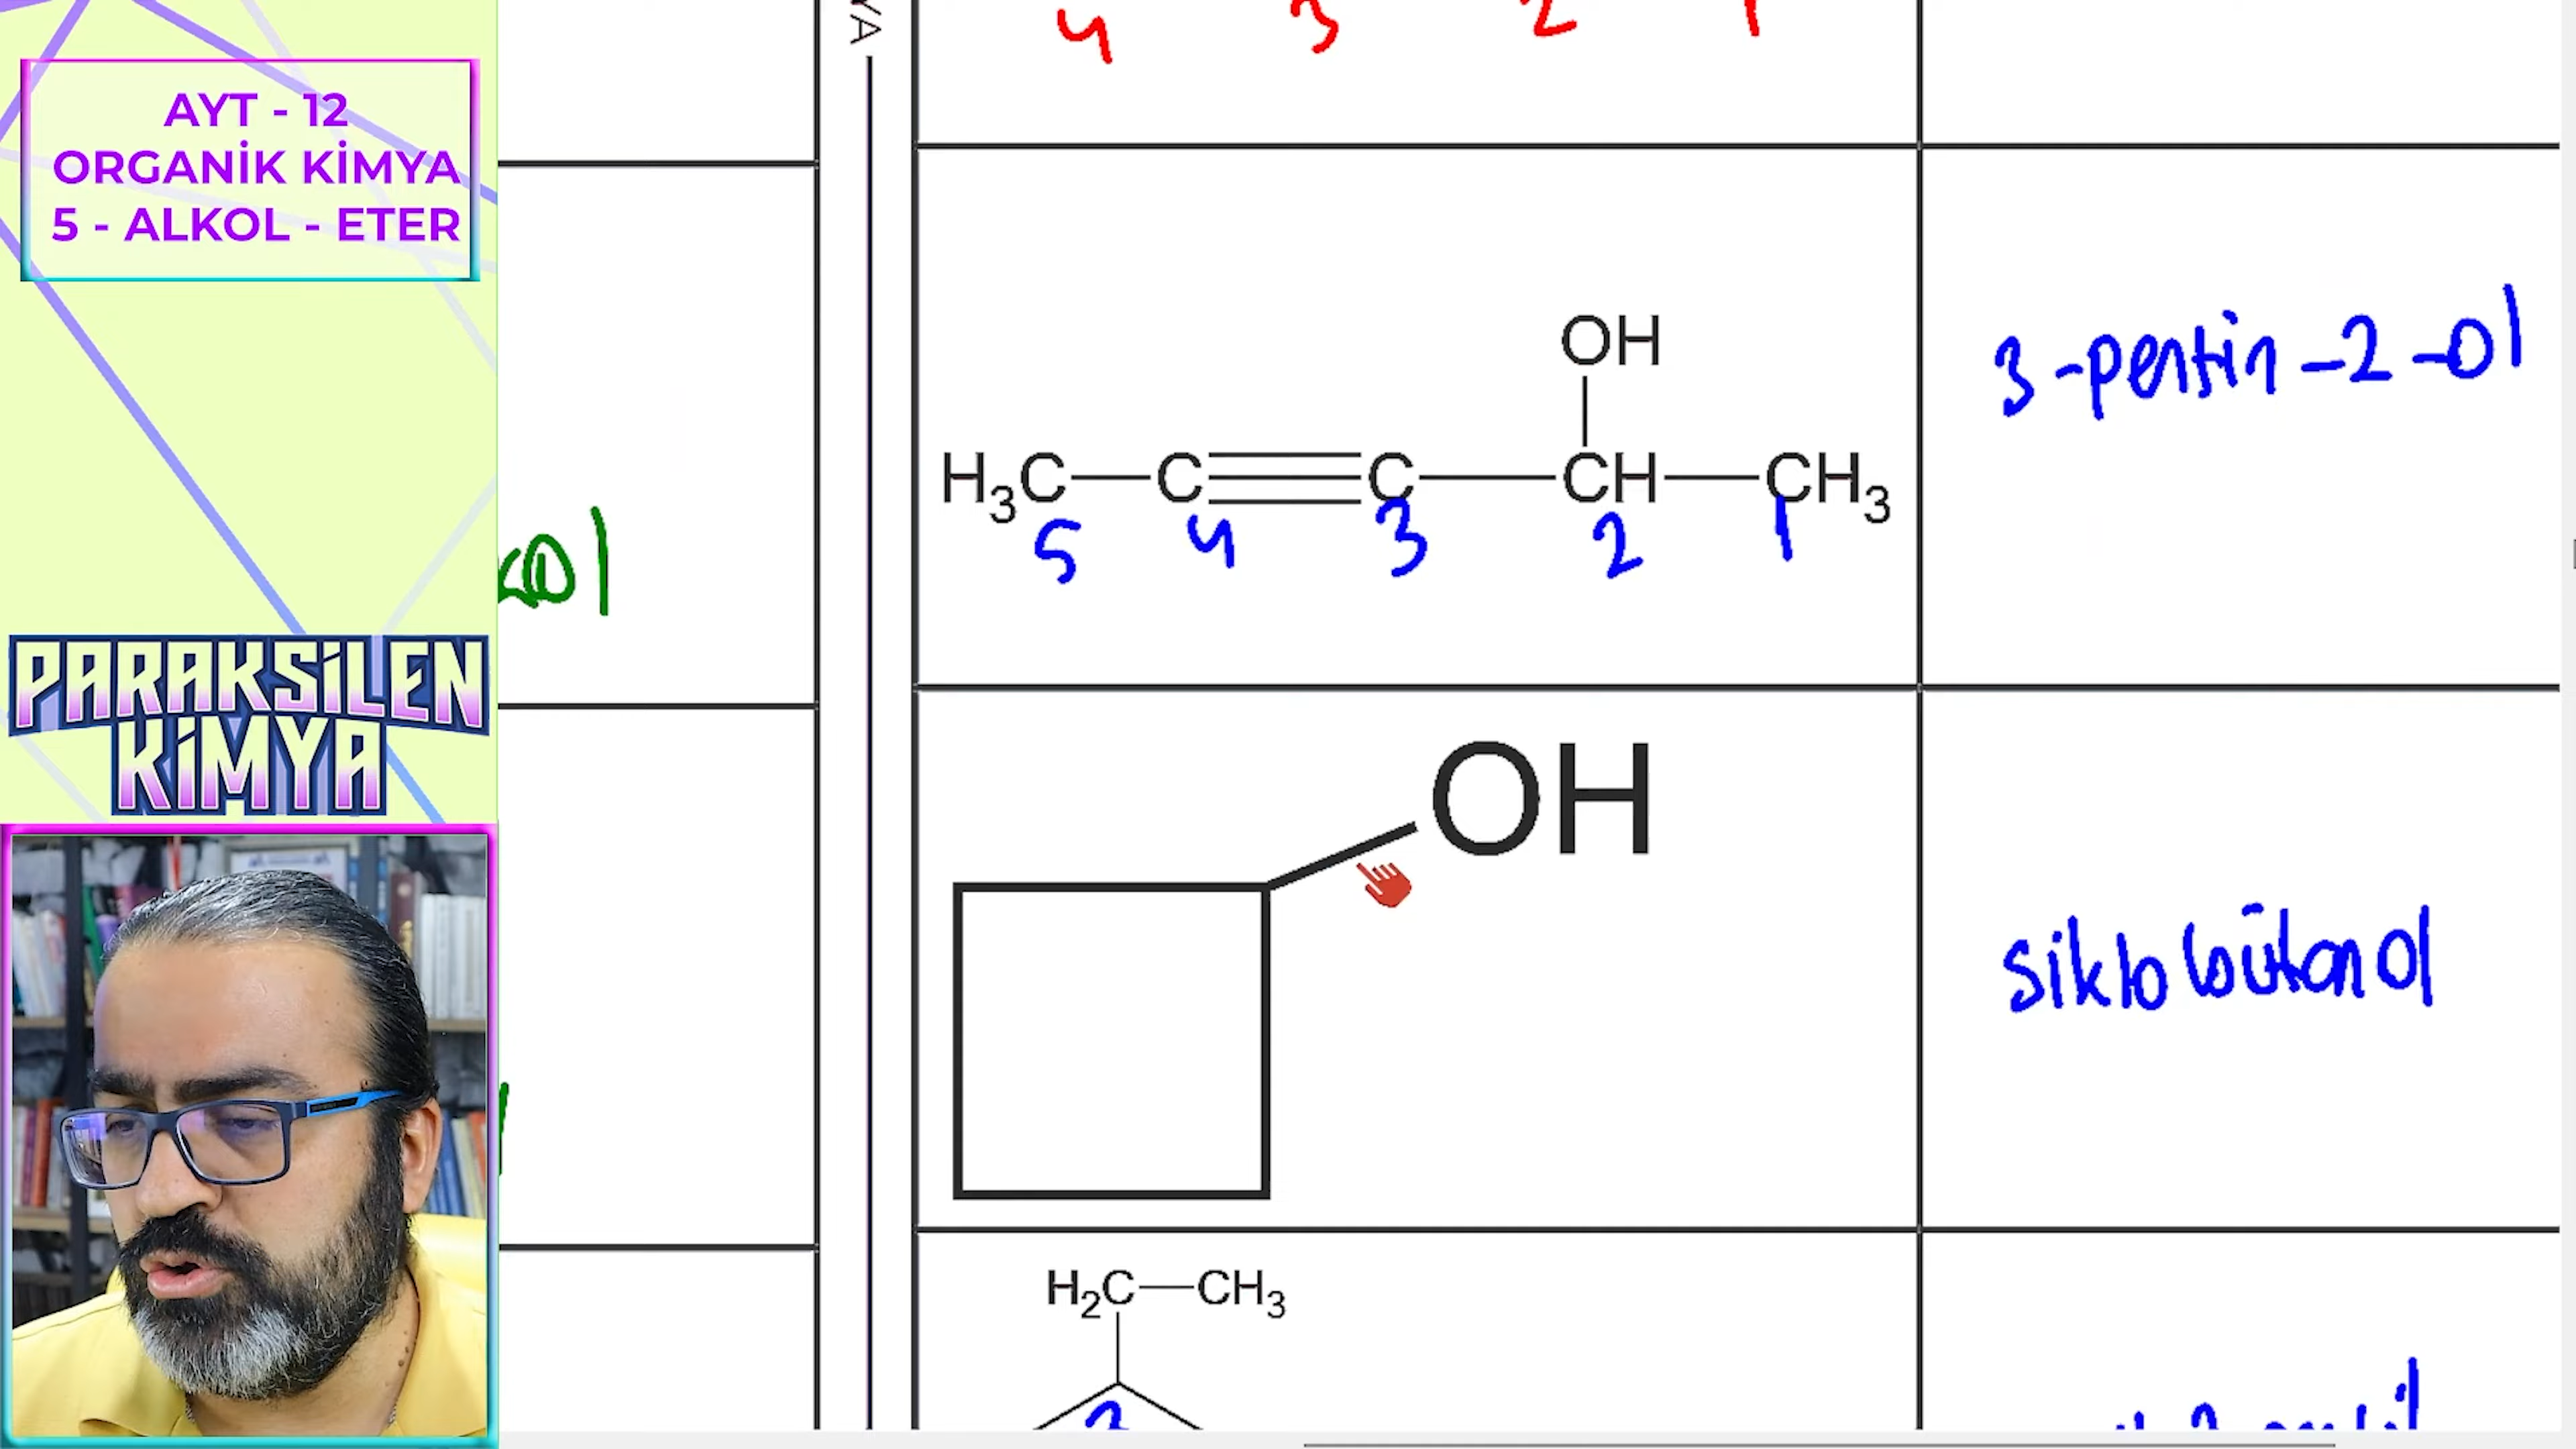 AYT - 12
ORGANİK KİMYA
5 - ALKOL - ETER
PARAKSİLEN
KİMYA
YA
4 3 2 1
OH
H3C C C CH CH3
5 4 3 2 1
3-pentin-2-ol
OH
siklobütanol
H2C CH3